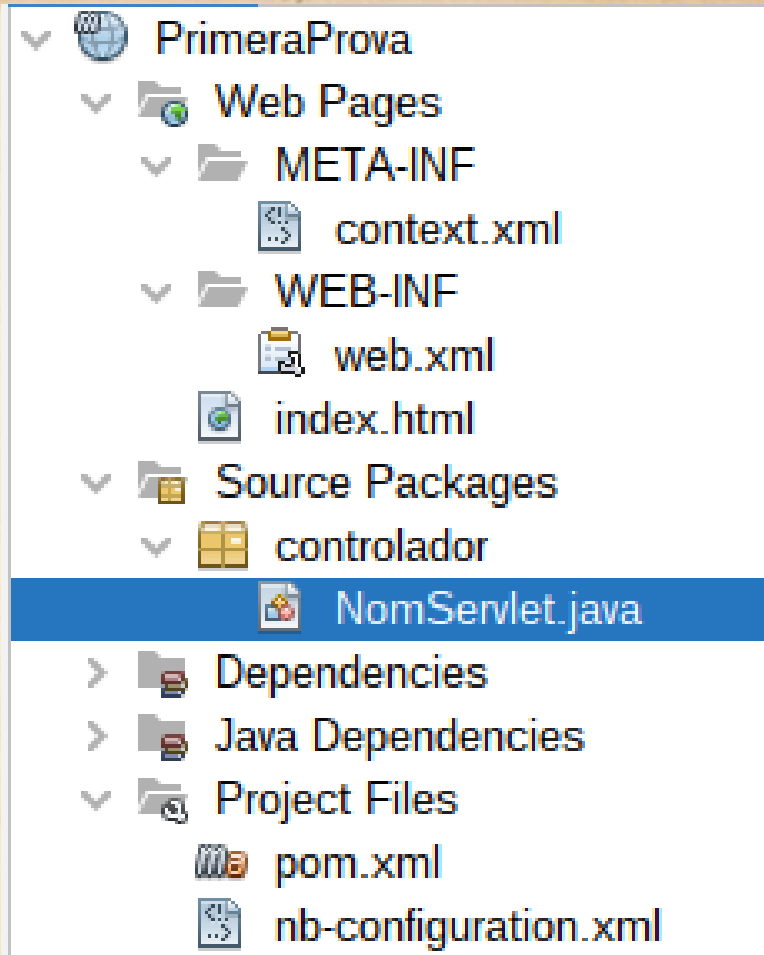 PrimeraProva
Web Pages
META-INF
context.xml
WEB-INF
web.xml
index.html
Source Packages
controlador
NomServlet.java
Dependencies
Java Dependencies
Project Files
pom.xml
nb-configuration.xml